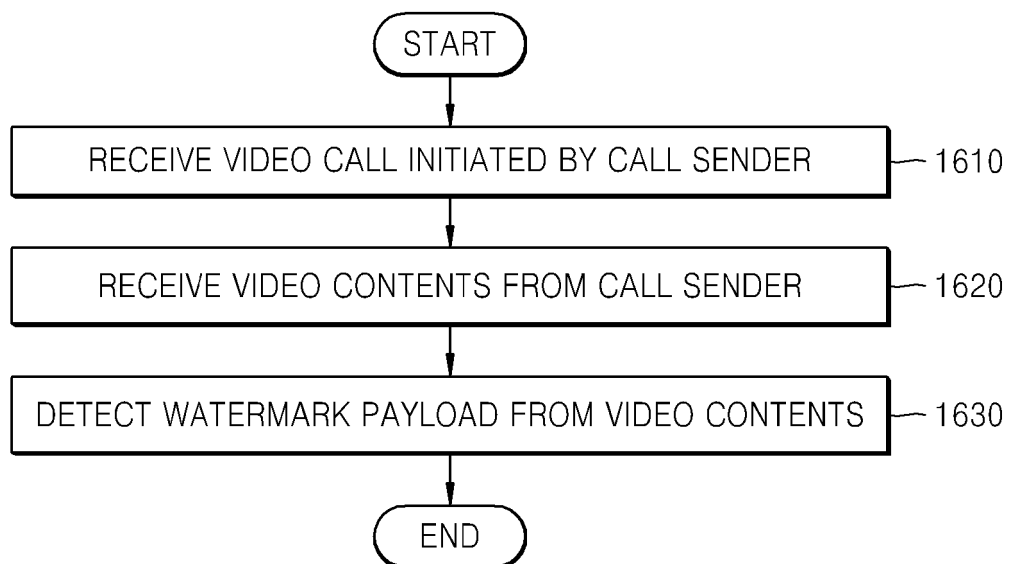 START
RECEIVE VIDEO CALL INITIATED BY CALL SENDER
1610
RECEIVE VIDEO CONTENTS FROM CALL SENDER
1620
DETECT WATERMARK PAYLOAD FROM VIDEO CONTENTS
1630
END